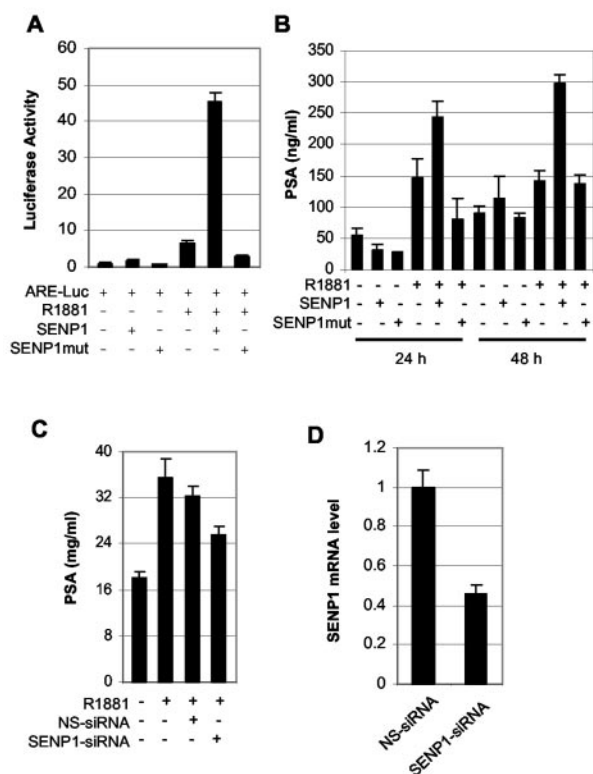 A
Luciferase Activity
60
50
40
30
20
10
0
ARE-Luc + + + + + +
R1881 - - - + + +
SENP1 - + - - + -
SENP1mut - - + - - +
B
PSA (ng/ml)
350
300
250
200
150
100
50
0
R1881 - - - + + + - - - + + +
SENP1 - + - - + - - + - - + -
SENP1mut - - + - - + - - + - - +
24 h 48 h
C
PSA (mg/ml)
40
32
24
16
8
0
R1881 - + + +
NS-siRNA - - + -
SENP1-siRNA - - - +
D
SENP1 mRNA level
1.2
1
0.8
0.6
0.4
0.2
0
NS-siRNA
SENP1-siRNA